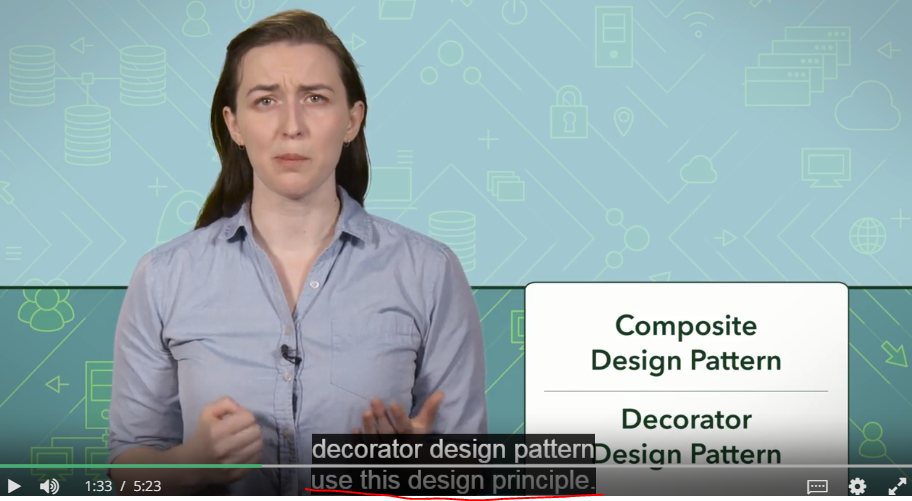 Composite
Design Pattern
Decorator
Design Pattern
decorator design pattern
use this design principle.
1:33 / 5:23